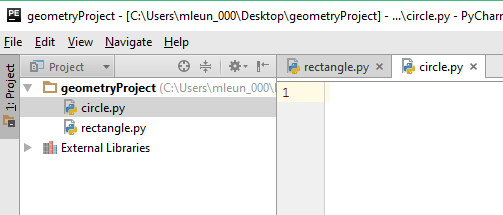 PE geometryProject - [C:\Users\mleun_000\Desktop\geometryProject] - ...\circle.py - PyCharm
File Edit View Navigate Help
1: Project
Project
geometryProject (C:\Users\mleun_000\
circle.py
rectangle.py
External Libraries
rectangle.py circle.py
1